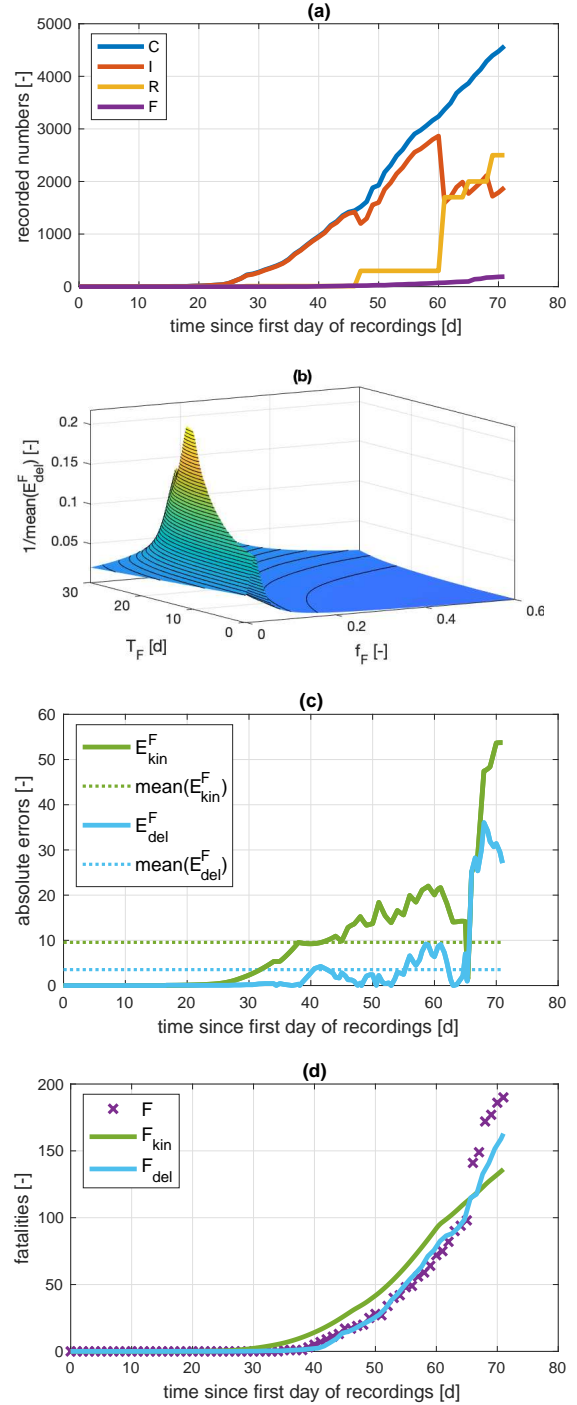 (a)
5000
4000
3000
2000
1000
0
recorded numbers [-]
C
I
R
F
0 10 20 30 40 50 60 70 80
time since first day of recordings [d]
(b)
0.2
0.15
0.1
0.05
1/mean(E^F_del) [-]
30
20
10
0
T_F [d]
0
0.2
0.4
0.6
f_F [-]
(c)
60
50
40
30
20
10
0
absolute errors [-]
E^F_kin
mean(E^F_kin)
E^F_del
mean(E^F_del)
0 10 20 30 40 50 60 70 80
time since first day of recordings [d]
(d)
200
150
100
50
0
fatalities [-]
F
F_kin
F_del
0 10 20 30 40 50 60 70 80
time since first day of recordings [d]